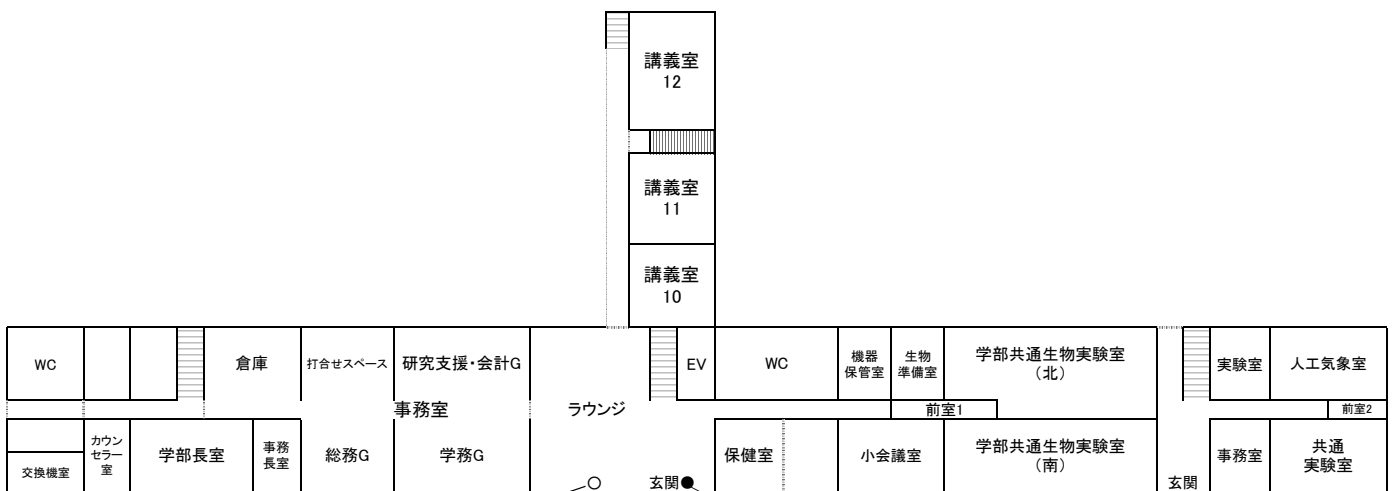 講義室
12
講義室
11
講義室
10
WC
倉庫
打合せスペース
研究支援・会計G
EV
WC
機器
保管室
生物
準備室
学部共通生物実験室
（北）
実験室
人工気象室
事務室
ラウンジ
前室1
前室2
カウン
セラー
室
交換機室
学部長室
事務
長室
総務G
学務G
保健室
小会議室
学部共通生物実験室
（南）
事務室
共通
実験室
玄関
玄関